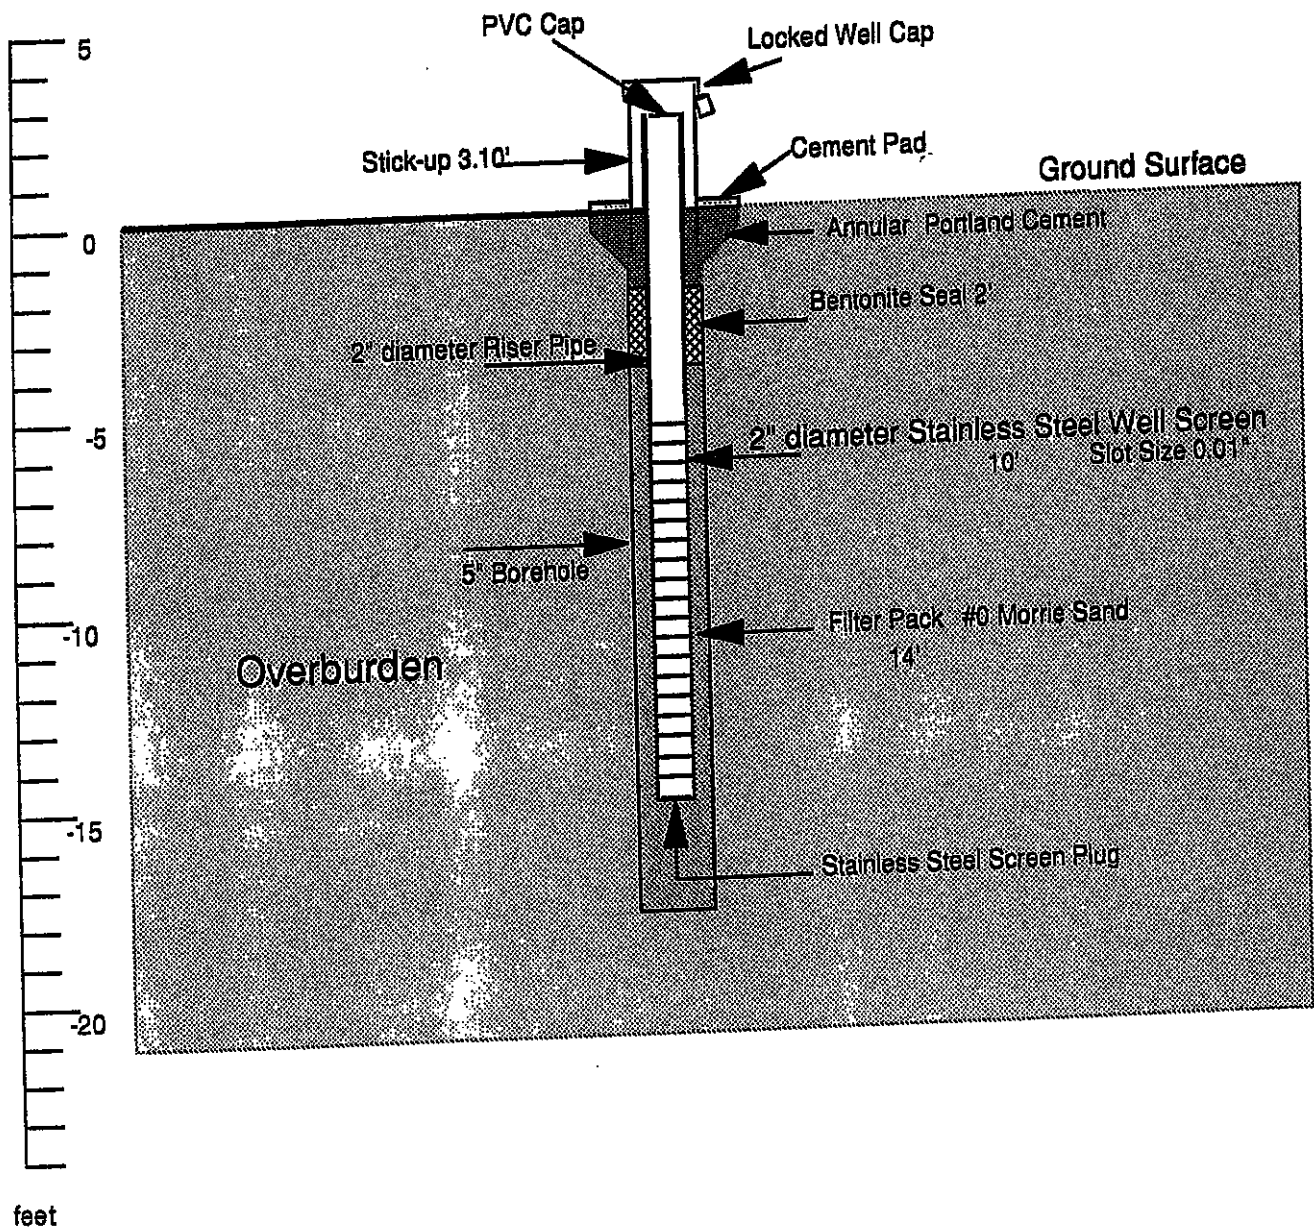 PVC Cap
Locked Well Cap
5
Stick-up 3.10'
Cement Pad
Ground Surface
0
Annular Portland Cement
Bentonite Seal 2'
2" diameter Riser Pipe
-5
2" diameter Stainless Steel Well Screen
10' Slot Size 0.01"
5" Borehole
-10
Filter Pack #0 Morrie Sand
14'
Overburden
-15
Stainless Steel Screen Plug
-20
feet